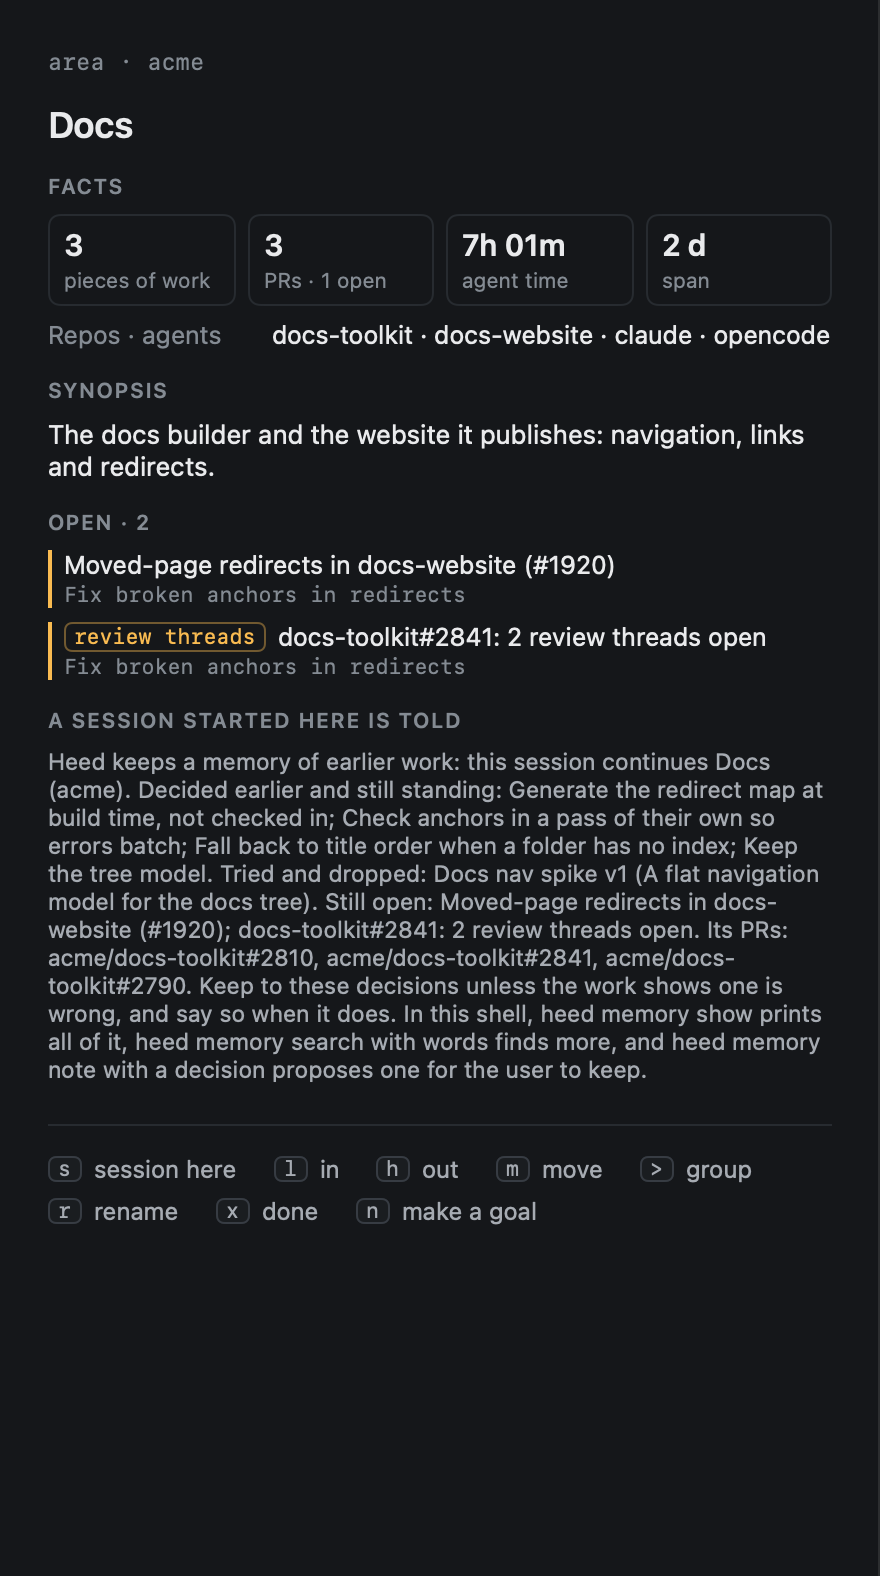 area · acme
Docs
FACTS
3
pieces of work
3
PRs · 1 open
7h 01m
agent time
2 d
span
Repos · agents docs-toolkit · docs-website · claude · opencode
SYNOPSIS
The docs builder and the website it publishes: navigation, links
and redirects.
OPEN · 2
Moved-page redirects in docs-website (#1920)
Fix broken anchors in redirects
review threads docs-toolkit#2841: 2 review threads open
Fix broken anchors in redirects
A SESSION STARTED HERE IS TOLD
Heed keeps a memory of earlier work: this session continues Docs
(acme). Decided earlier and still standing: Generate the redirect map at
build time, not checked in; Check anchors in a pass of their own so
errors batch; Fall back to title order when a folder has no index; Keep
the tree model. Tried and dropped: Docs nav spike v1 (A flat navigation
model for the docs tree). Still open: Moved-page redirects in docs-
website (#1920); docs-toolkit#2841: 2 review threads open. Its PRs:
acme/docs-toolkit#2810, acme/docs-toolkit#2841, acme/docs-
toolkit#2790. Keep to these decisions unless the work shows one is
wrong, and say so when it does. In this shell, heed memory show prints
all of it, heed memory search with words finds more, and heed memory
note with a decision proposes one for the user to keep.
s session here l in h out m move > group
r rename x done n make a goal